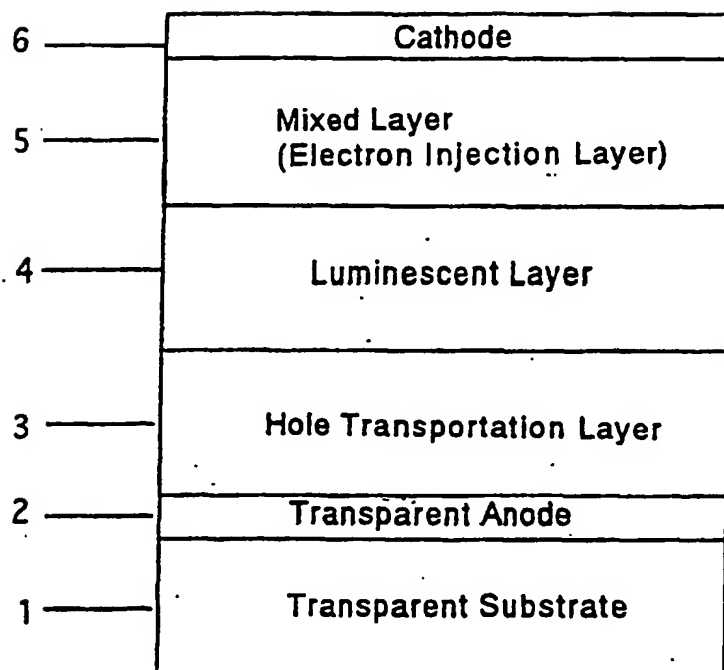 6 Cathode
5 Mixed Layer
(Electron Injection Layer)
4 Luminescent Layer
3 Hole Transportation Layer
2 Transparent Anode
1 Transparent Substrate